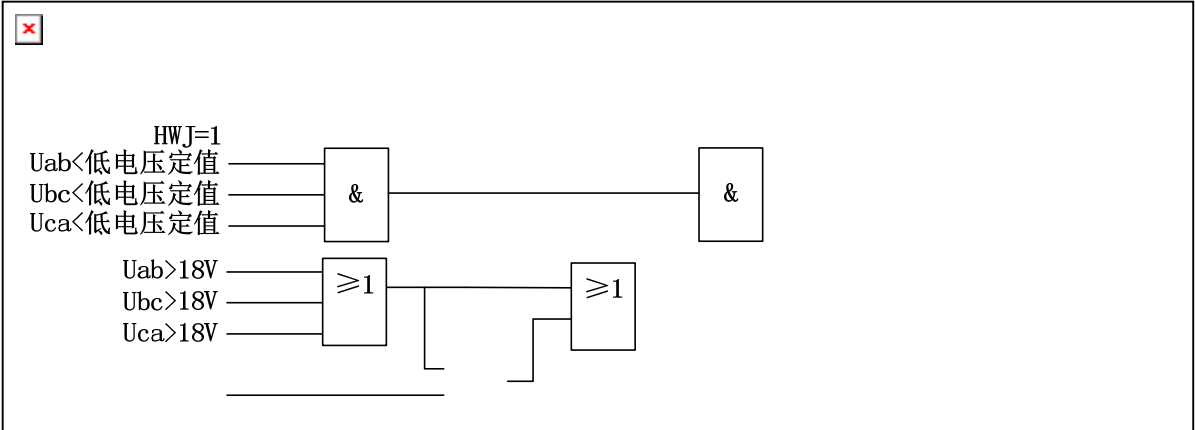 HWJ=1
Uab<低电压定值
Ubc<低电压定值
Uca<低电压定值
&
&
Uab>18V
Ubc>18V
Uca>18V
≥1
≥1